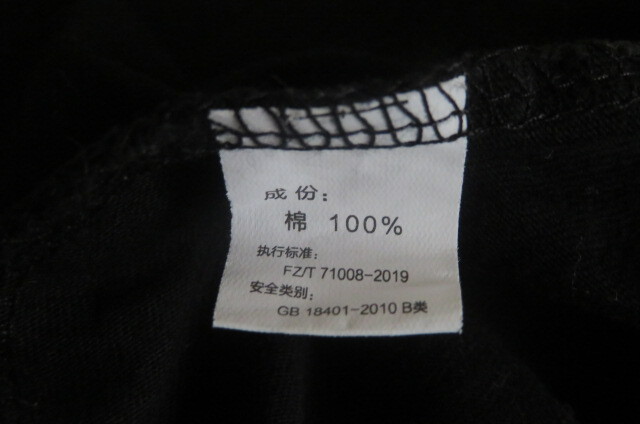 成份：
棉 100%
执行标准：
FZ/T 71008-2019
安全类别：
GB 18401-2010 B类